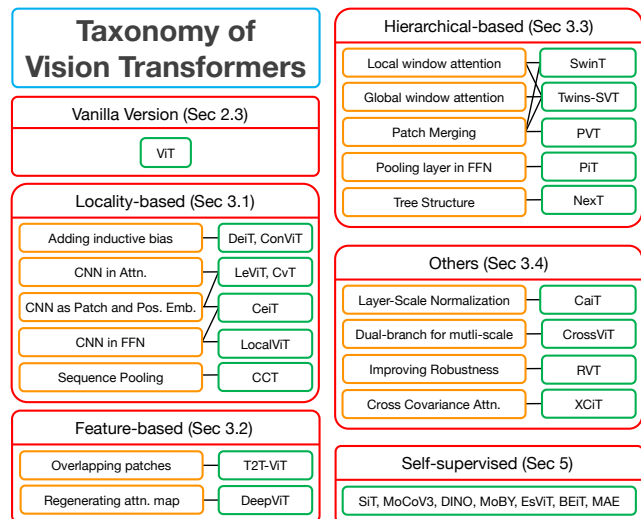 Taxonomy of
Vision Transformers
Vanilla Version (Sec 2.3)
ViT
Locality-based (Sec 3.1)
Adding inductive bias
DeiT, ConViT
CNN in Attn.
LeViT, CvT
CNN as Patch and Pos. Emb.
CeiT
CNN in FFN
LocalViT
Sequence Pooling
CCT
Feature-based (Sec 3.2)
Overlapping patches
T2T-ViT
Regenerating attn. map
DeepViT
Hierarchical-based (Sec 3.3)
Local window attention
SwinT
Global window attention
Twins-SVT
Patch Merging
PVT
Pooling layer in FFN
PiT
Tree Structure
NexT
Others (Sec 3.4)
Layer-Scale Normalization
CaiT
Dual-branch for mutli-scale
CrossViT
Improving Robustness
RVT
Cross Covariance Attn.
XCiT
Self-supervised (Sec 5)
SiT, MoCoV3, DINO, MoBY, EsViT, BEiT, MAE